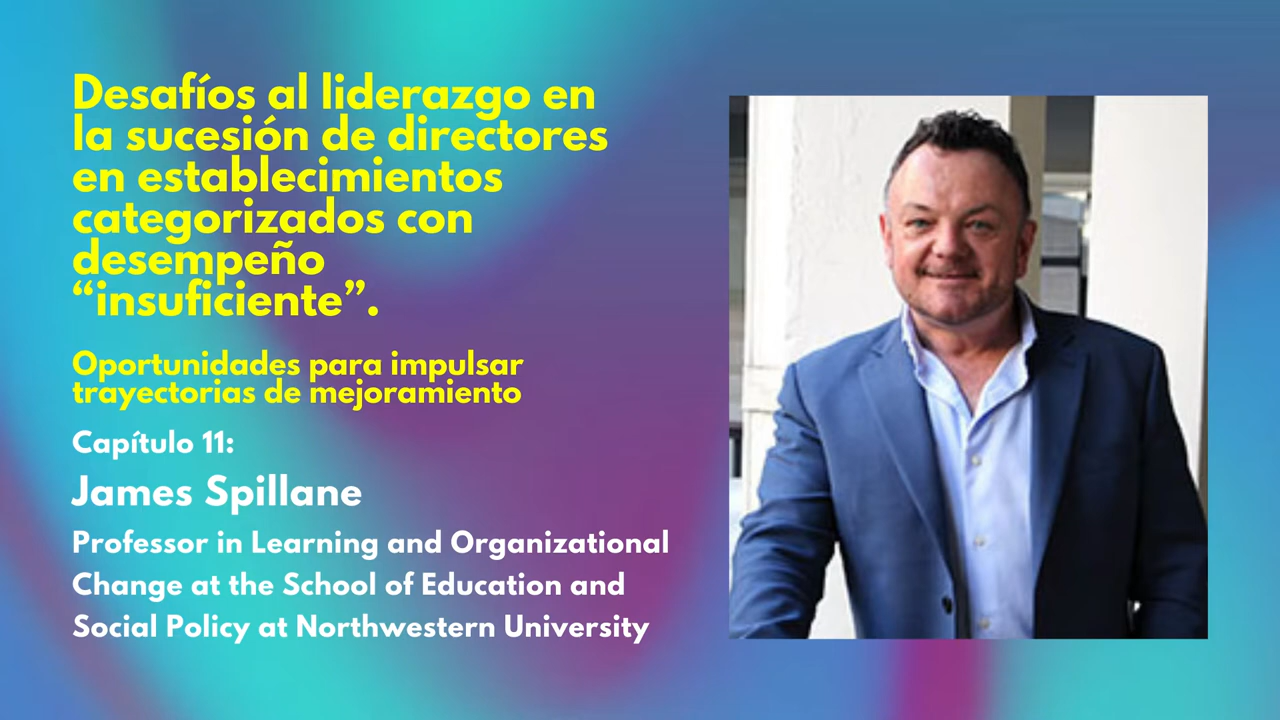 Desafíos al liderazgo en
la sucesión de directores
en establecimientos
categorizados con
desempeño
“insuficiente”.
Oportunidades para impulsar
trayectorias de mejoramiento
Capítulo 11:
James Spillane
Professor in Learning and Organizational
Change at the School of Education and
Social Policy at Northwestern University